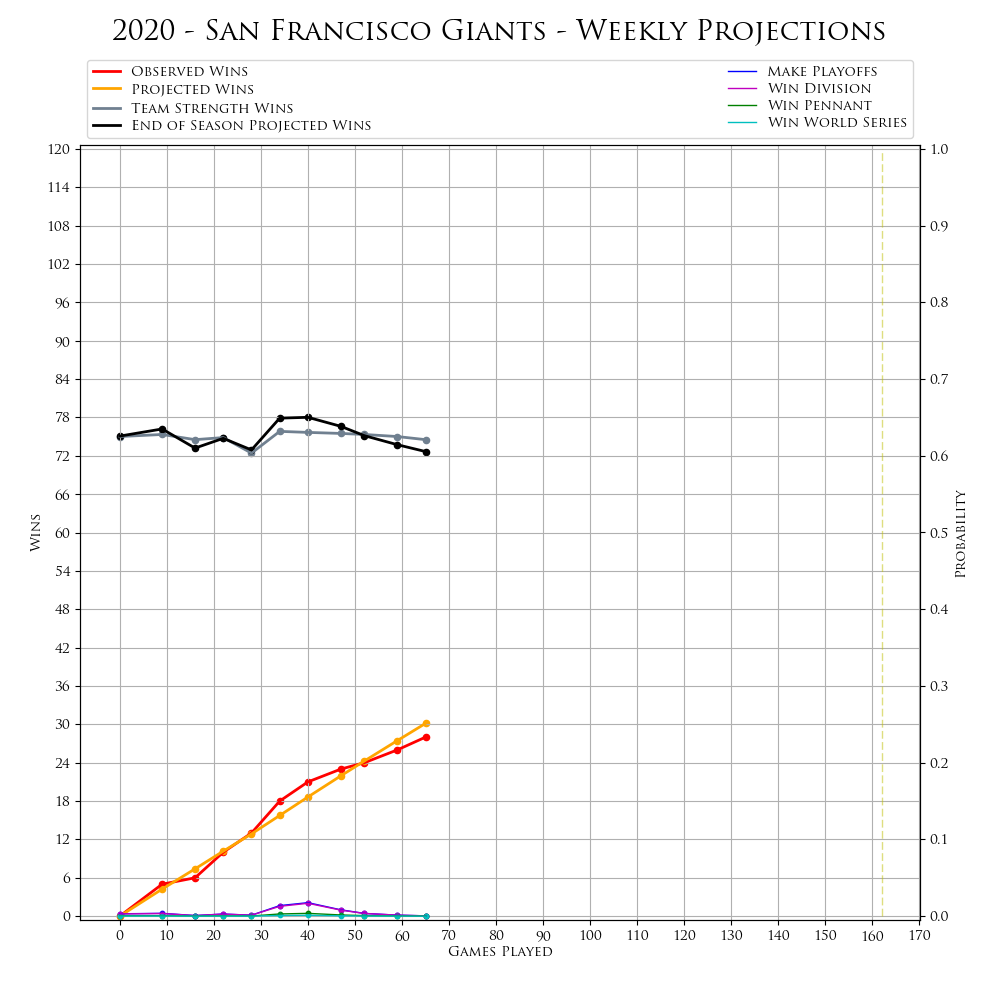 2020 - San Francisco Giants - Weekly Projections
Observed Wins
Projected Wins
Team Strength Wins
End of Season Projected Wins
Make Playoffs
Win Division
Win Pennant
Win World Series
120
114
108
102
96
90
84
78
72
66
60
54
48
42
36
30
24
18
12
6
0
Wins
1.0
0.9
0.8
0.7
0.6
0.5
0.4
0.3
0.2
0.1
0.0
Probability
0 10 20 30 40 50 60 70 80 90 100 110 120 130 140 150 160 170
Games Played